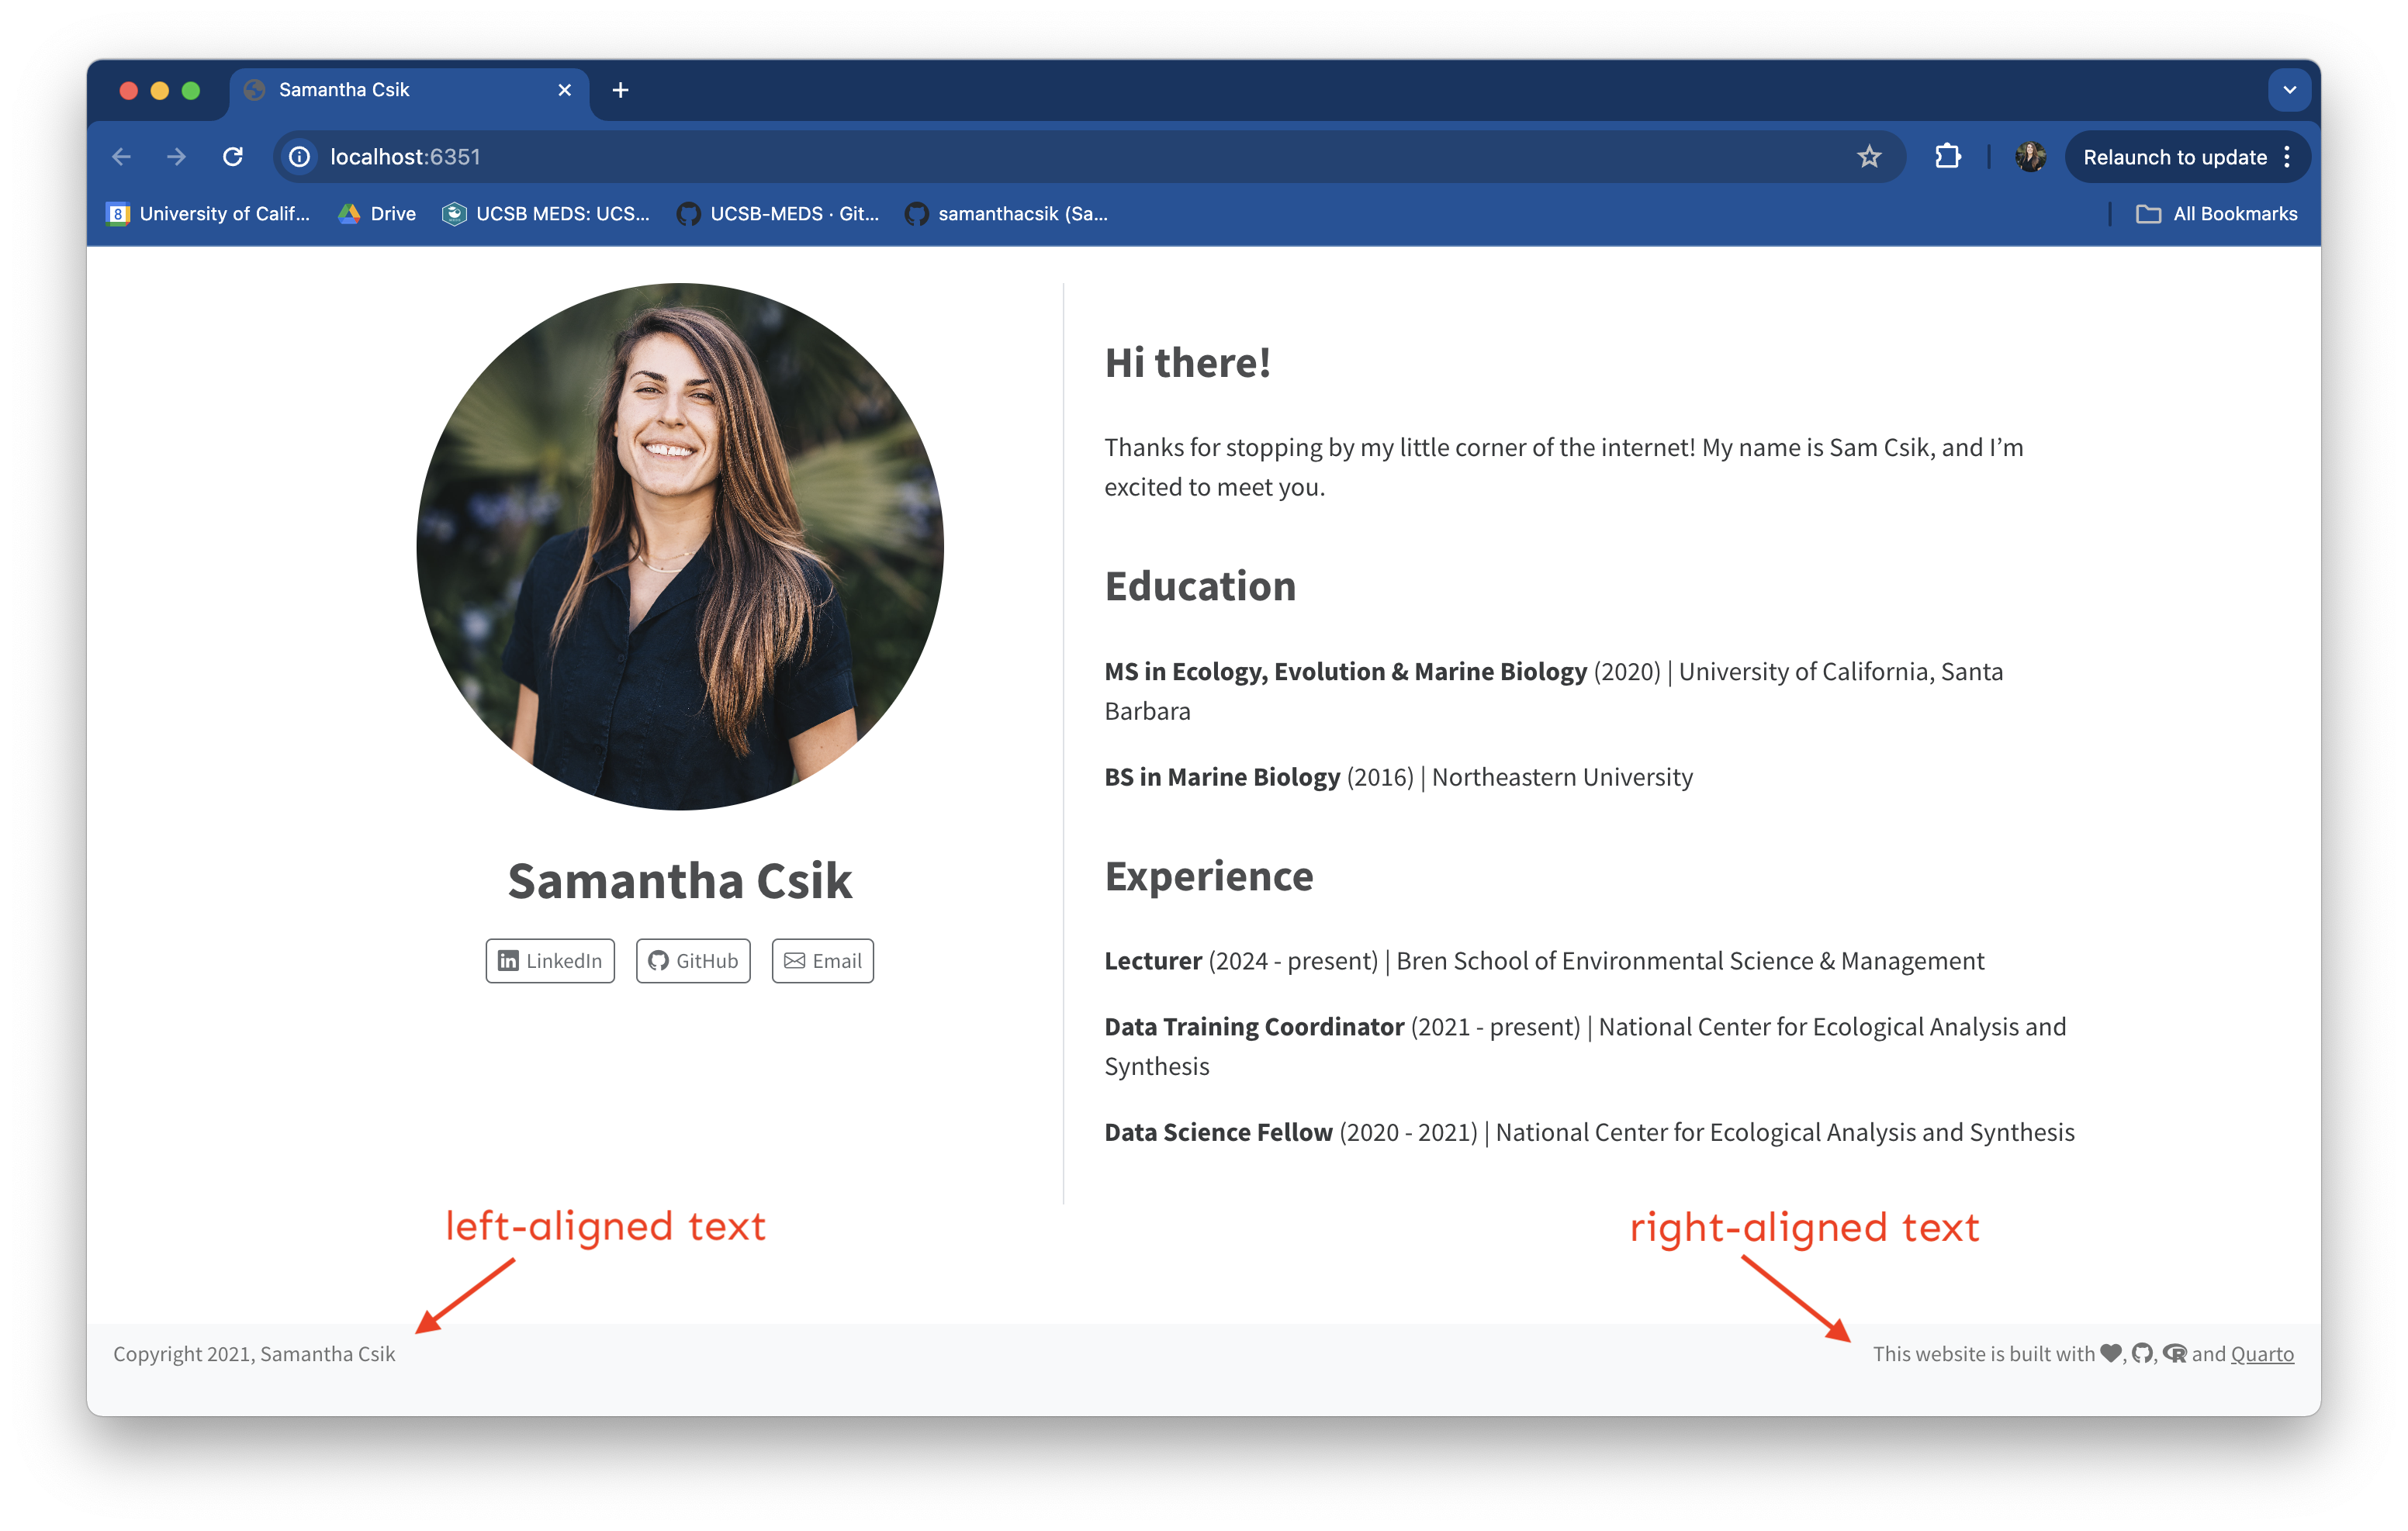 Samantha Csik
localhost:6351
Relaunch to update
8 University of Calif...
Drive
UCSB MEDS: UCS...
UCSB-MEDS · Git...
samanthacsik (Sa...
All Bookmarks
Samantha Csik
LinkedIn
GitHub
Email
Hi there!
Thanks for stopping by my little corner of the internet! My name is Sam Csik, and I’m
excited to meet you.
Education
MS in Ecology, Evolution & Marine Biology (2020) | University of California, Santa
Barbara
BS in Marine Biology (2016) | Northeastern University
Experience
Lecturer (2024 - present) | Bren School of Environmental Science & Management
Data Training Coordinator (2021 - present) | National Center for Ecological Analysis and
Synthesis
Data Science Fellow (2020 - 2021) | National Center for Ecological Analysis and Synthesis
left-aligned text
right-aligned text
Copyright 2021, Samantha Csik
This website is built with , , and Quarto